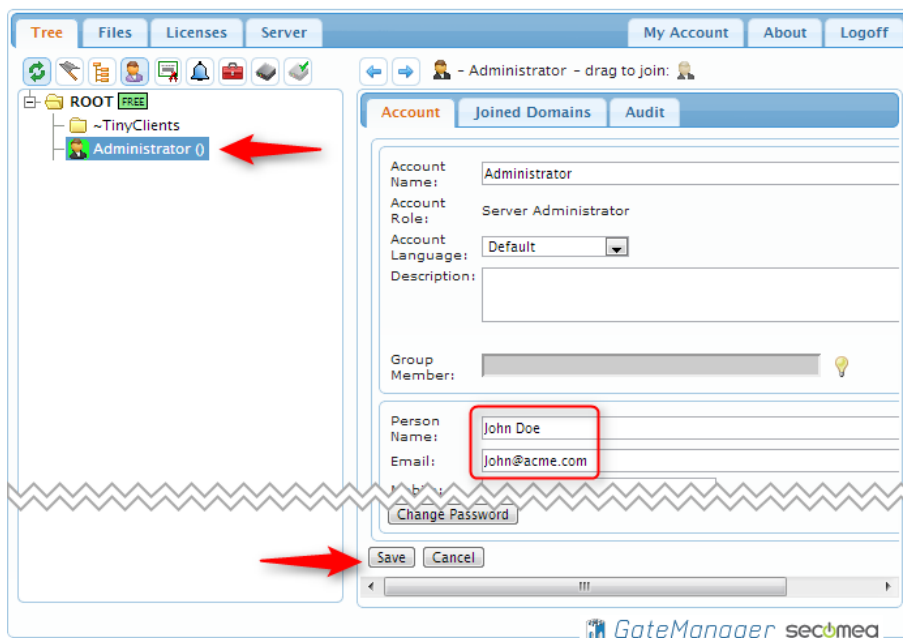 Tree Files Licenses Server My Account About Logoff
- Administrator - drag to join:
ROOT FREE
~TinyClients
Administrator ()
Account Joined Domains Audit
Account Name: Administrator
Account Role: Server Administrator
Account Language: Default
Description:
Group Member:
Person Name: John Doe
Email: John@acme.com
Change Password
Save Cancel
GateManager secomea